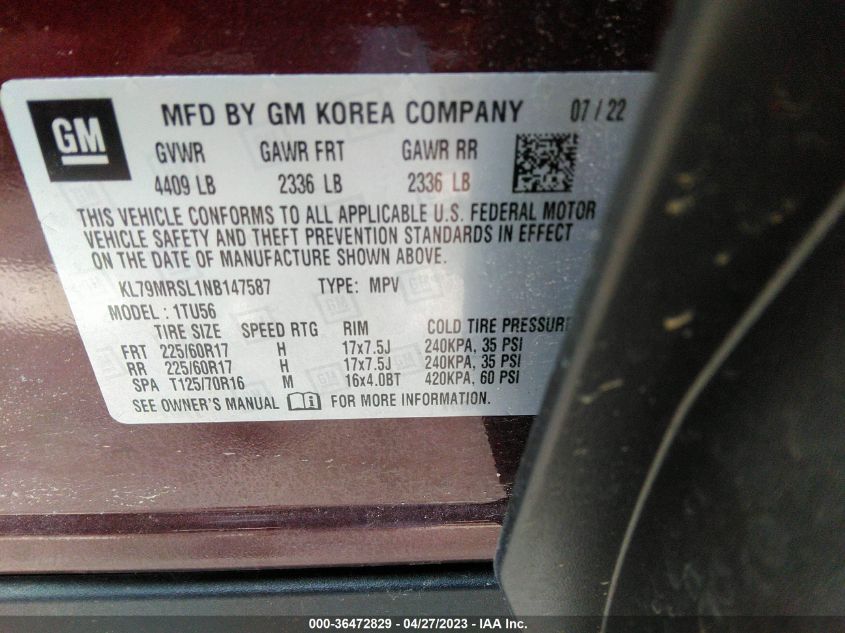 GM
MFD BY GM KOREA COMPANY 07 / 22
GVWR GAWR FRT GAWR RR
4409 LB 2336 LB 2336 LB
THIS VEHICLE CONFORMS TO ALL APPLICABLE U.S. FEDERAL MOTOR
VEHICLE SAFETY AND THEFT PREVENTION STANDARDS IN EFFECT
ON THE DATE OF MANUFACTURE SHOWN ABOVE.
KL79MRSL1NB147587 TYPE: MPV
MODEL : 1TU56
TIRE SIZE SPEED RTG RIM COLD TIRE PRESSURE
FRT 225/60R17 H 17x7.5J 240KPA, 35 PSI
RR 225/60R17 H 17x7.5J 240KPA, 35 PSI
SPA T125/70R16 M 16x4.0BT 420KPA, 60 PSI
SEE OWNER'S MANUAL i FOR MORE INFORMATION.
000-36472829 - 04/27/2023 - IAA Inc.